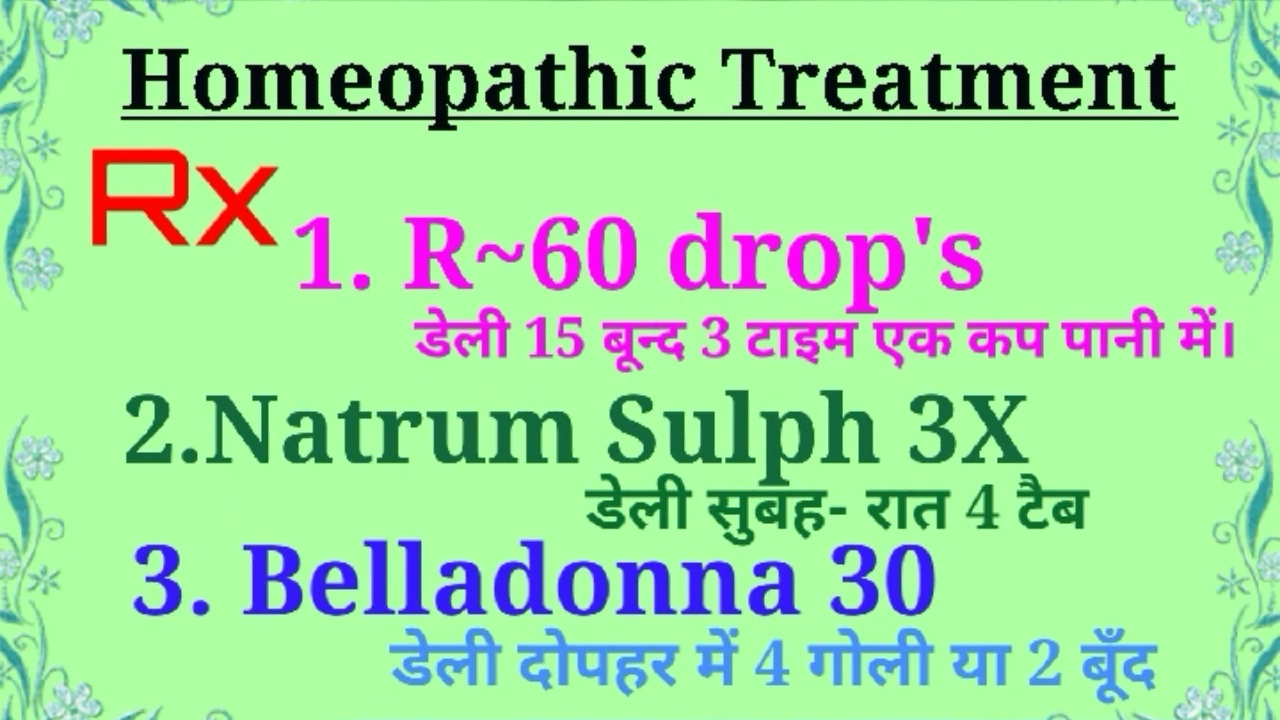 Homeopathic Treatment
Rx
1. R~60 drop's
डेली 15 बून्द 3 टाइम एक कप पानी में।
2.Natrum Sulph 3X
डेली सुबह- रात 4 टैब
3. Belladonna 30
डेली दोपहर में 4 गोली या 2 बूँद